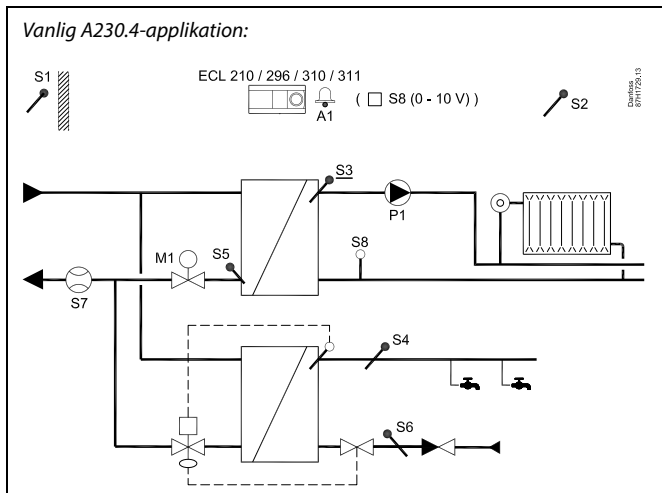 Vanlig A230.4-applikation:
ECL 210 / 296 / 310 / 311
S1
A1
( □ S8 (0 - 10 V) )
S2
Danfoss
87H1729.13
S3
P1
M1
S5
S8
S7
S4
S6